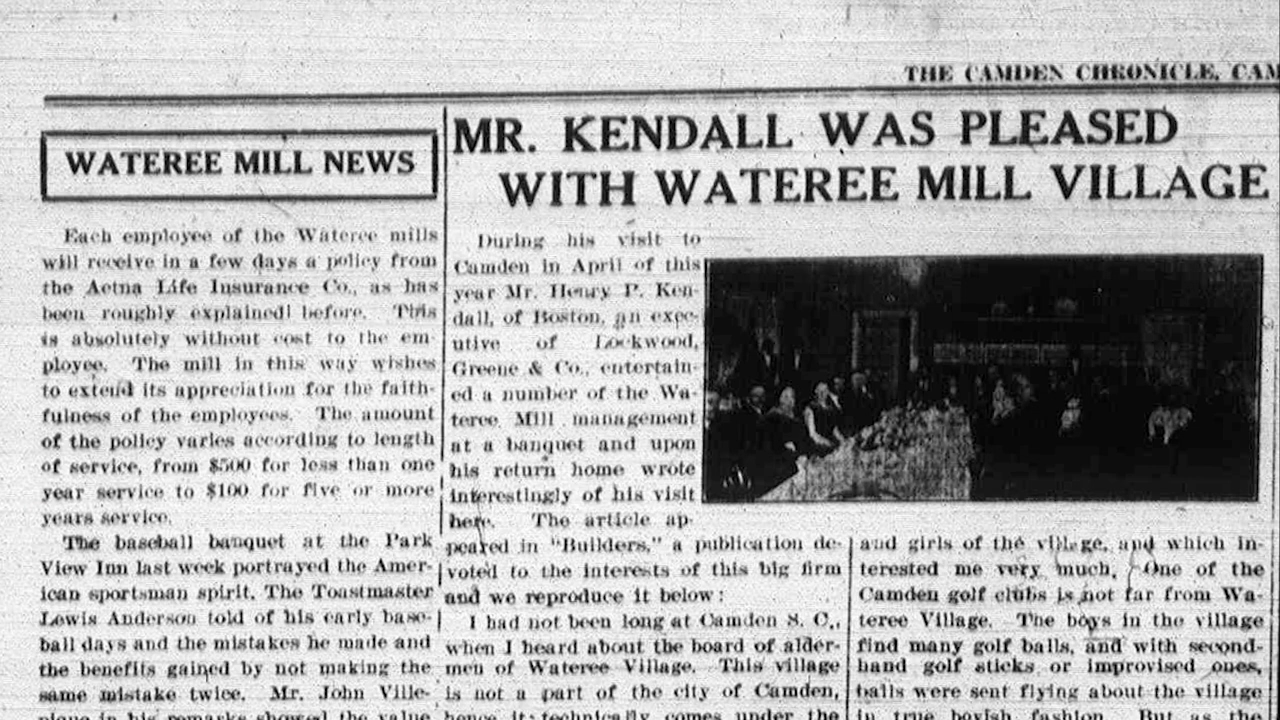 THE CAMDEN CHRONICLE, CAM
WATEREE MILL NEWS
Each employee of the Wateree mills
will receive in a few days a policy from
the Aetna Life Insurance Co., as has
been roughly explained before. This
is absolutely without cost to the em-
ployee. The mill in this way wishes
to extend its appreciation for the faith-
fulness of the employees. The amount
of the policy varies according to length
of service, from $500 for less than one
year service to $100 for five or more
years service.
The baseball banquet at the Park
View Inn last week portrayed the Amer-
ican sportsman spirit. The Toastmaster
Lewis Anderson told of his early base-
ball days and the mistakes he made and
the benefits gained by not making the
same mistake twice. Mr. John Ville-
pigue in his remarks showed the value
MR. KENDALL WAS PLEASED
WITH WATEREE MILL VILLAGE
During his visit to
Camden in April of this
year Mr. Henry P. Ken-
dall, of Boston, an exec-
utive of Lockwood,
Greene & Co., entertain-
ed a number of the Wa-
teree Mill management
at a banquet and upon
his return home wrote
interestingly of his visit
here. The article ap-
peared in "Builders," a publication de-
voted to the interests of this big firm
and we reproduce it below:
I had not been long at Camden S. C.,
when I heard about the board of alder-
men of Wateree Village. This village
is not a part of the city of Camden,
hence it technically comes under the
and girls of the village, and which in-
terested me very much. One of the
Camden golf clubs is not far from Wa-
teree Village. The boys in the village
find many golf balls, and with second-
hand golf sticks or improvised ones,
balls were sent flying about the village
in true boyish fashion. But as the